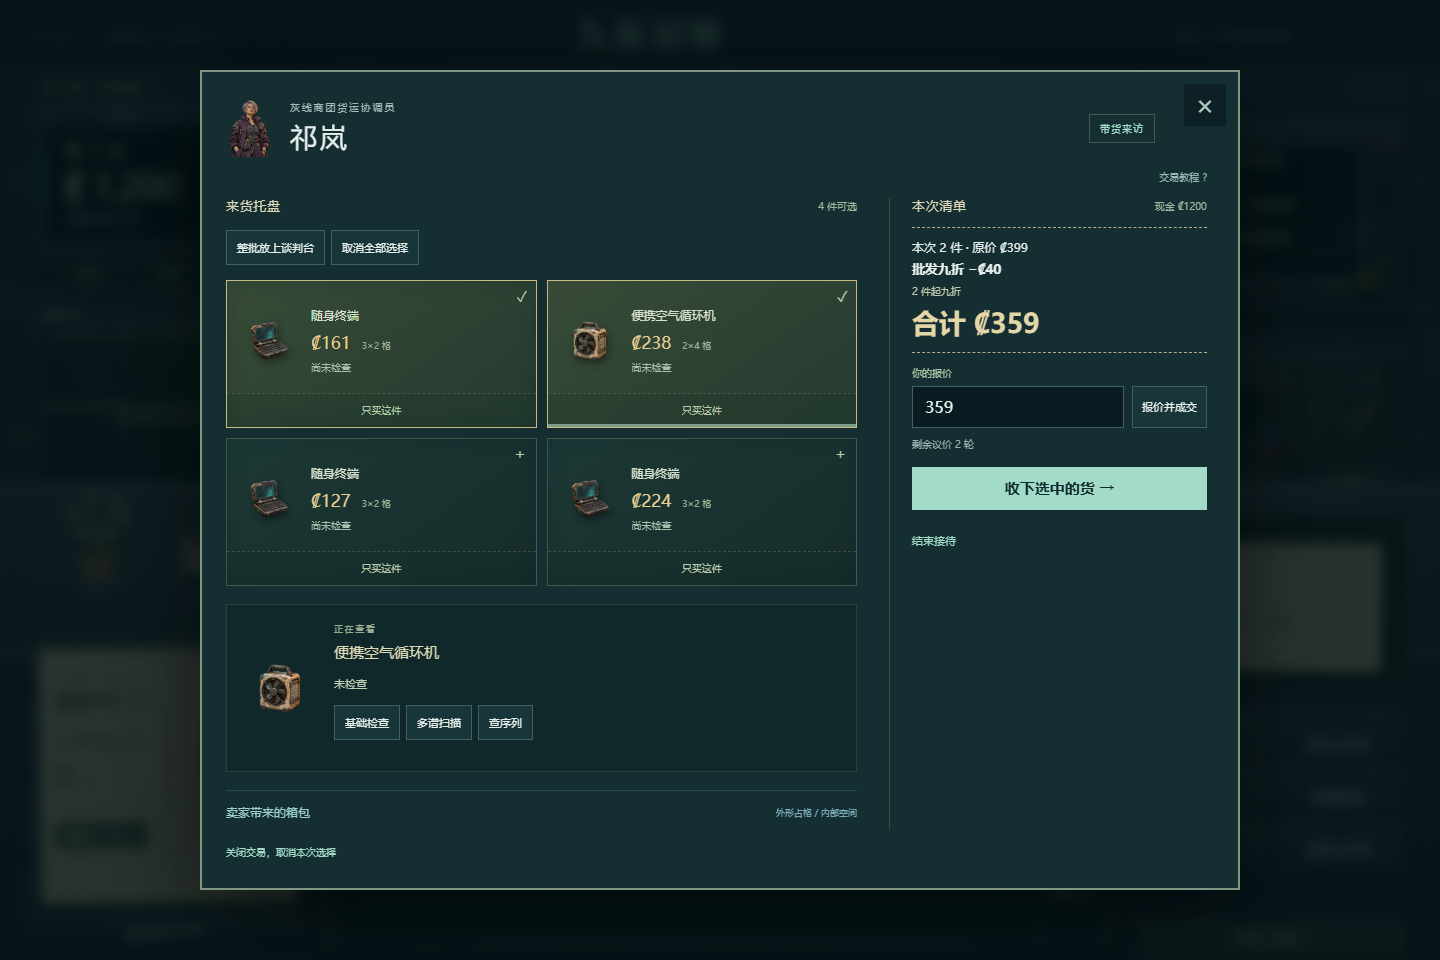 灰线商团货运协调员
祁岚
带货来访
×
交易教程 ?
来货托盘
4 件可选
整批放上谈判台
取消全部选择
✓
随身终端
₡161 3×2 格
尚未检查
只买这件
✓
便携空气循环机
₡238 2×4 格
尚未检查
只买这件
+
随身终端
₡127 3×2 格
尚未检查
只买这件
+
随身终端
₡224 3×2 格
尚未检查
只买这件
正在查看
便携空气循环机
未检查
基础检查
多谱扫描
查序列
卖家带来的箱包
外形占格 / 内部空间
关闭交易，取消本次选择
本次清单
现金 ₡1200
本次 2 件 · 原价 ₡399
批发九折 −₡40
2 件起九折
合计 ₡359
你的报价
359
报价并成交
剩余议价 2 轮
收下选中的货 →
结束接待